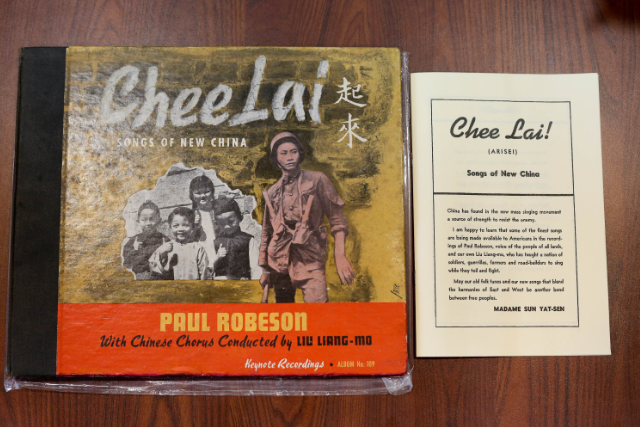 Chee Lai
起
來
SONGS OF NEW CHINA
PAUL ROBESON
With Chinese Chorus Conducted by LIU LIANG-MO
Keynote Recordings • ALBUM No. 109
Chee Lai!
(ARISE!)
Songs of New China
China has found in the new mass singing movement
a source of strength to resist the enemy.
I am happy to learn that some of the finest songs
are being made available to Americans in the record-
ings of Paul Robeson, voice of the people of all lands,
and our own Liu Liang-mo, who has taught a nation of
soldiers, guerrillas, farmers and road-builders to sing
while they toil and fight.
May our old folk tunes and our new songs that blend
the harmonies of East and West be another bond
between free peoples.
MADAME SUN YAT-SEN